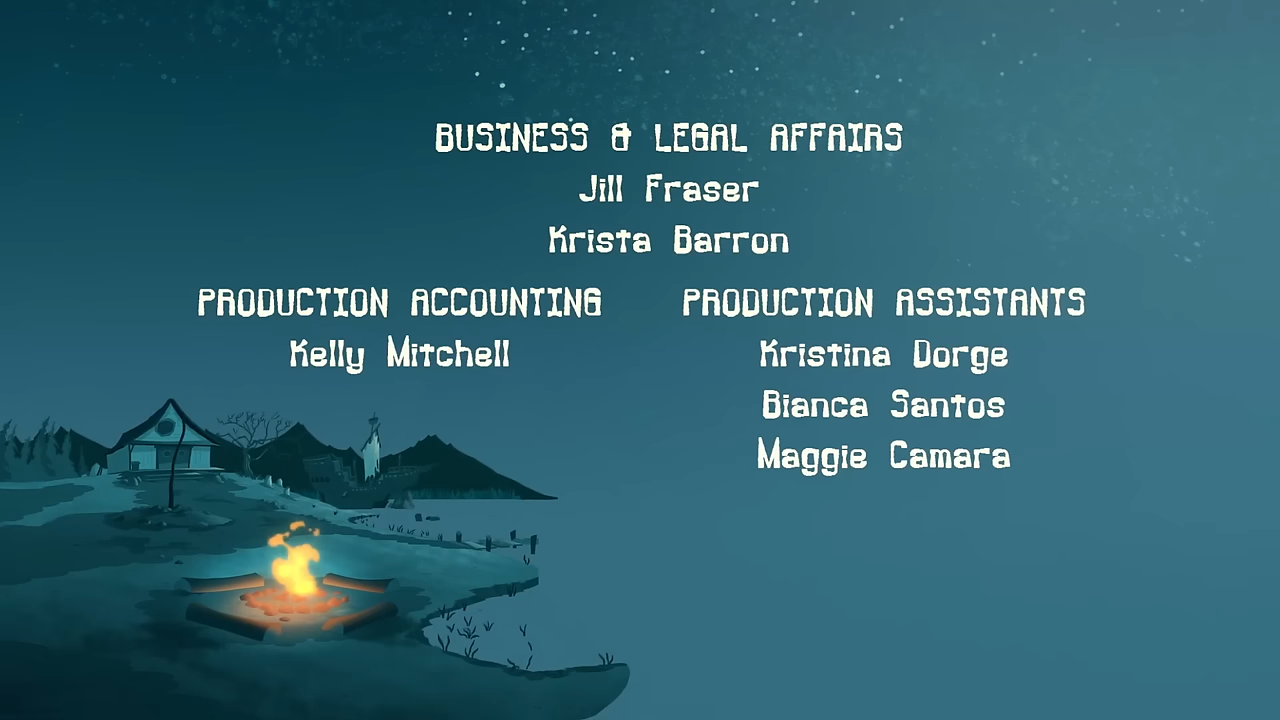 BUSINESS & LEGAL AFFAIRS
Jill Fraser
Krista Barron
PRODUCTION ACCOUNTING
Kelly Mitchell
PRODUCTION ASSISTANTS
Kristina Dorge
Bianca Santos
Maggie Camara